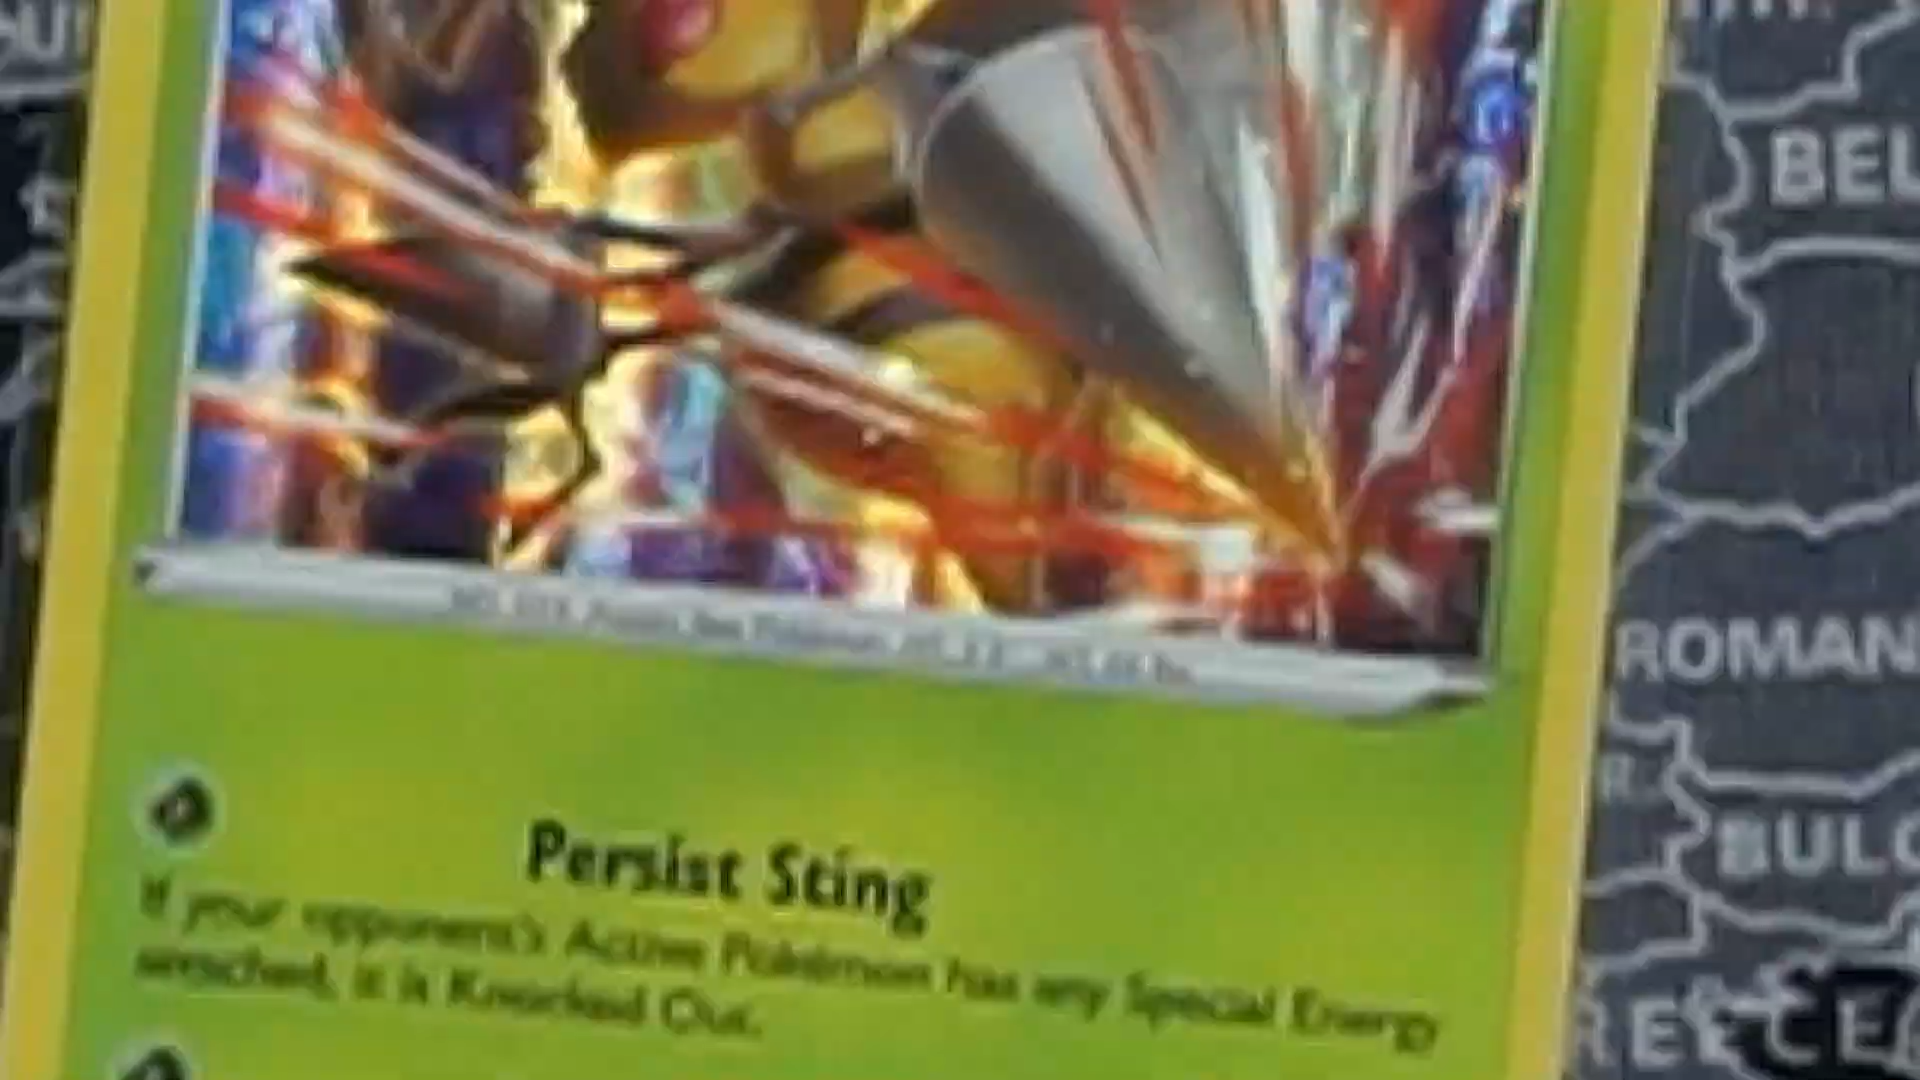 BEL
ROMAN
BULG
REECE
Persist Sting
If your opponent's Active Pokémon has any Special Energy
attached, it is Knocked Out.